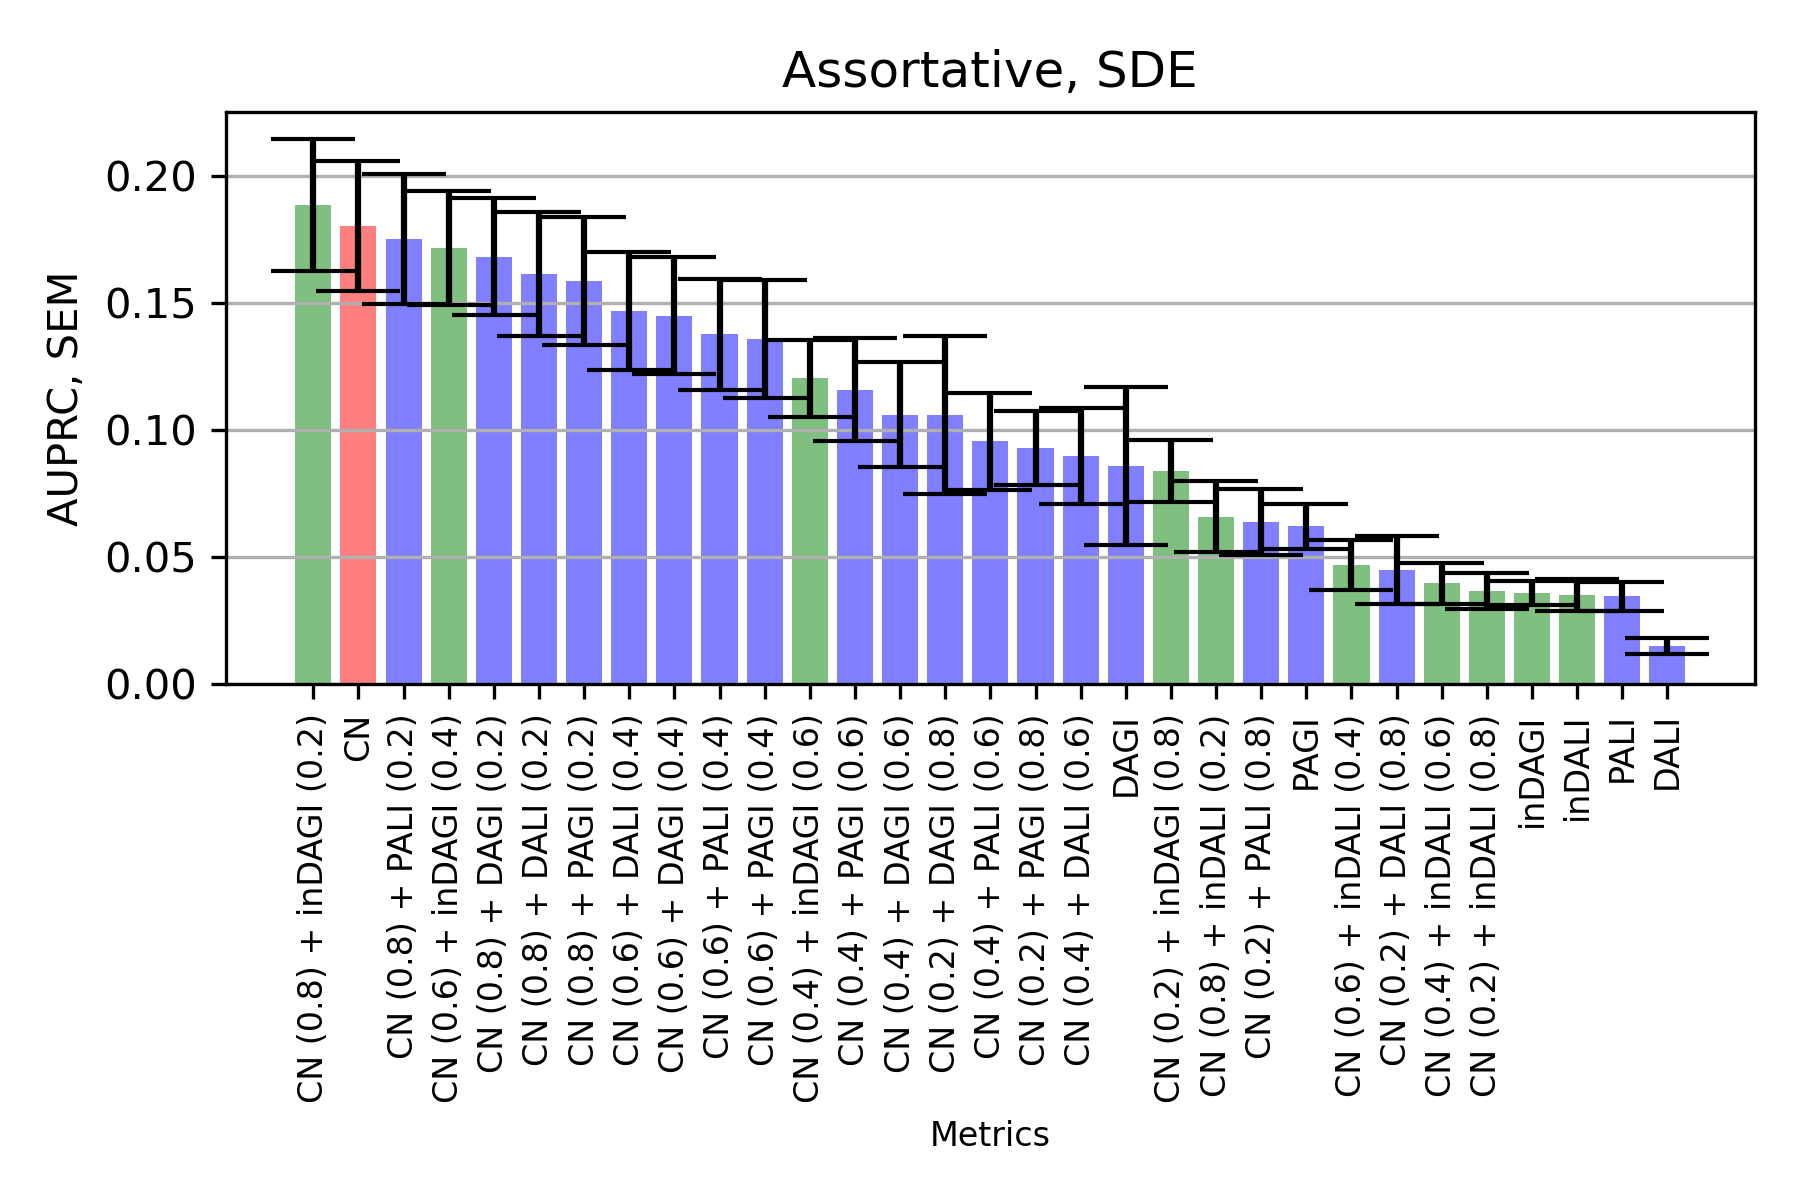 Assortative, SDE
AUPRC, SEM
0.20
0.15
0.10
0.05
0.00
CN (0.8) + inDAGI (0.2)
CN
CN (0.8) + PALI (0.2)
CN (0.6) + inDAGI (0.4)
CN (0.8) + DAGI (0.2)
CN (0.8) + DALI (0.2)
CN (0.8) + PAGI (0.2)
CN (0.6) + DALI (0.4)
CN (0.6) + DAGI (0.4)
CN (0.6) + PALI (0.4)
CN (0.6) + PAGI (0.4)
CN (0.4) + inDAGI (0.6)
CN (0.4) + PAGI (0.6)
CN (0.4) + DAGI (0.6)
CN (0.2) + DAGI (0.8)
CN (0.4) + PALI (0.6)
CN (0.2) + PAGI (0.8)
CN (0.4) + DALI (0.6)
DAGI
CN (0.2) + inDAGI (0.8)
CN (0.8) + inDALI (0.2)
CN (0.2) + PALI (0.8)
PAGI
CN (0.6) + inDALI (0.4)
CN (0.2) + DALI (0.8)
CN (0.4) + inDALI (0.6)
CN (0.2) + inDALI (0.8)
inDAGI
inDALI
PALI
DALI
Metrics